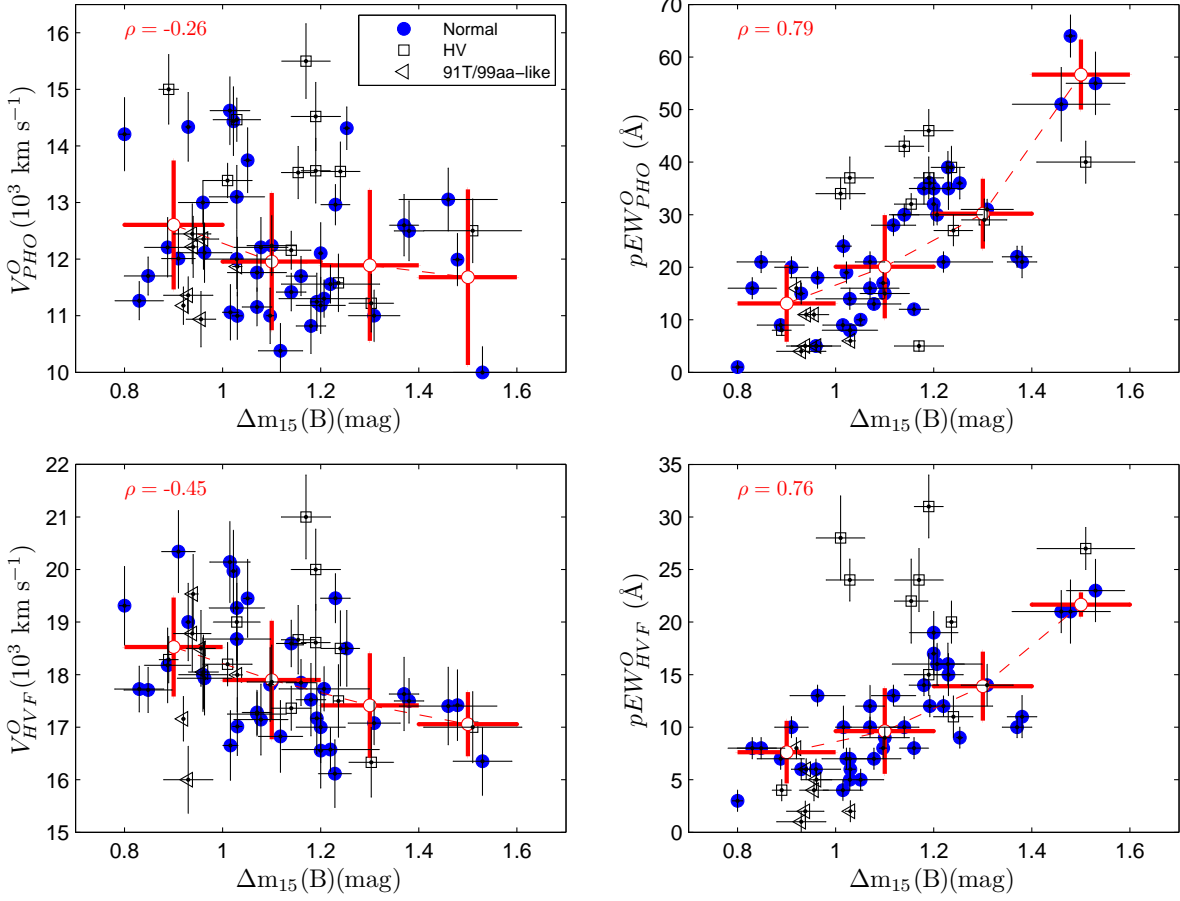 ρ = -0.26
Normal
HV
91T/99aa-like
V^O_PHO (10³ km s⁻¹)
16
15
14
13
12
11
10
0.8 1 1.2 1.4 1.6
Δm₁₅(B)(mag)
ρ = 0.79
pEW^O_PHO (Å)
70
60
50
40
30
20
10
0
0.8 1 1.2 1.4 1.6
Δm₁₅(B)(mag)
ρ = -0.45
V^O_HVF (10³ km s⁻¹)
22
21
20
19
18
17
16
15
0.8 1 1.2 1.4 1.6
Δm₁₅(B)(mag)
ρ = 0.76
pEW^O_HVF (Å)
35
30
25
20
15
10
5
0
0.8 1 1.2 1.4 1.6
Δm₁₅(B)(mag)